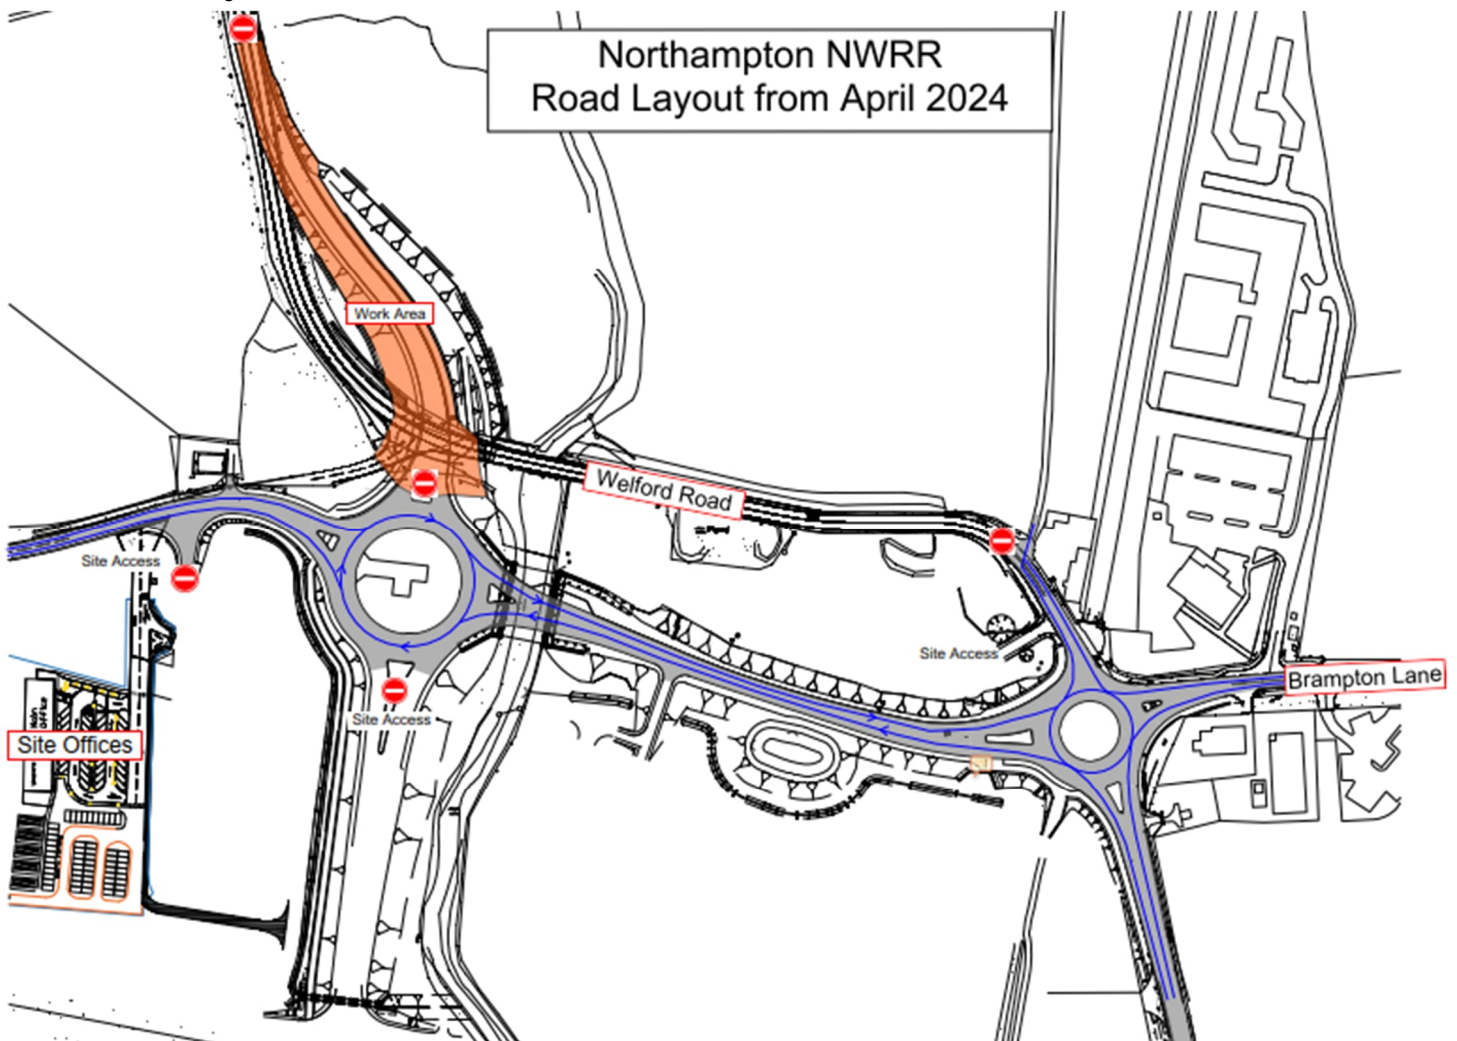 Northampton NWRR
Road Layout from April 2024
Work Area
Welford Road
Site Access
Site Access
Brampton Lane
Site Access
Site Offices